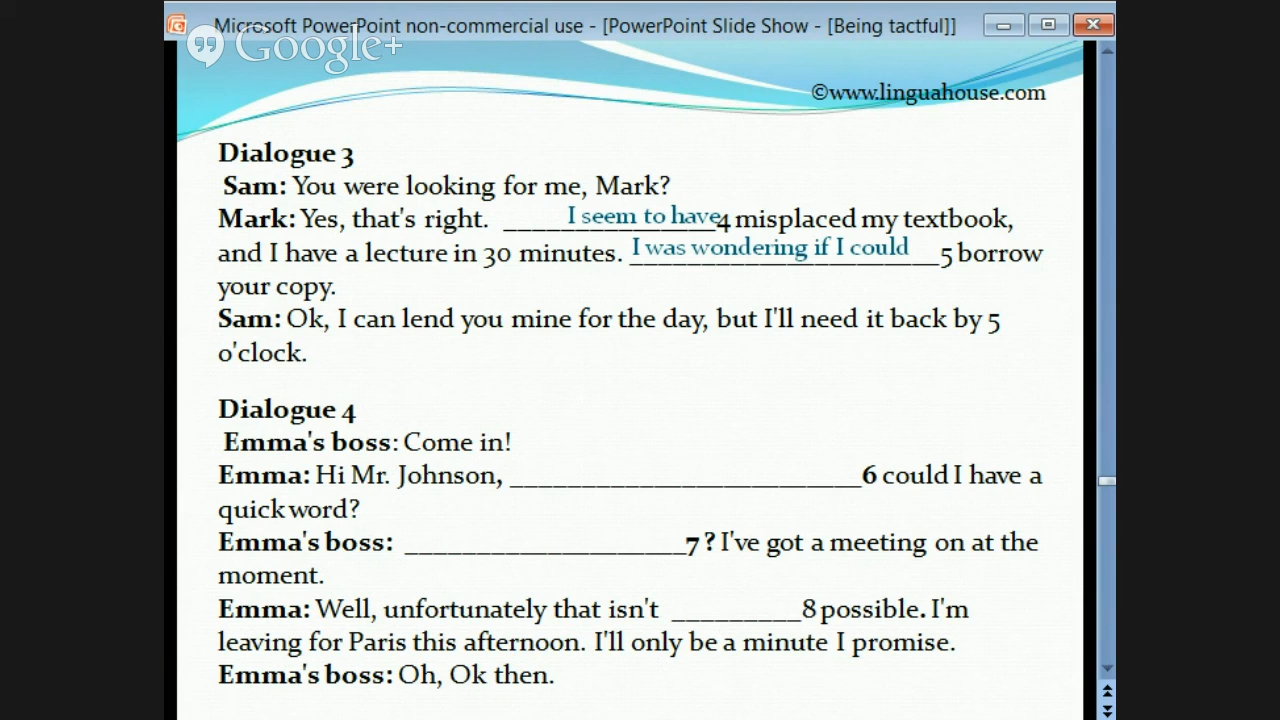 Microsoft PowerPoint non-commercial use - [PowerPoint Slide Show - [Being tactful]]
Google+
©www.linguahouse.com
Dialogue 3
Sam: You were looking for me, Mark?
Mark: Yes, that's right. _______________ I seem to have 4 misplaced my textbook,
and I have a lecture in 30 minutes. I was wondering if I could ______________________5 borrow
your copy.
Sam: Ok, I can lend you mine for the day, but I'll need it back by 5
o'clock.
Dialogue 4
Emma's boss: Come in!
Emma: Hi Mr. Johnson, _________________________6 could I have a
quick word?
Emma's boss: ____________________7 ? I've got a meeting on at the
moment.
Emma: Well, unfortunately that isn't _________8 possible. I'm
leaving for Paris this afternoon. I'll only be a minute I promise.
Emma's boss: Oh, Ok then.